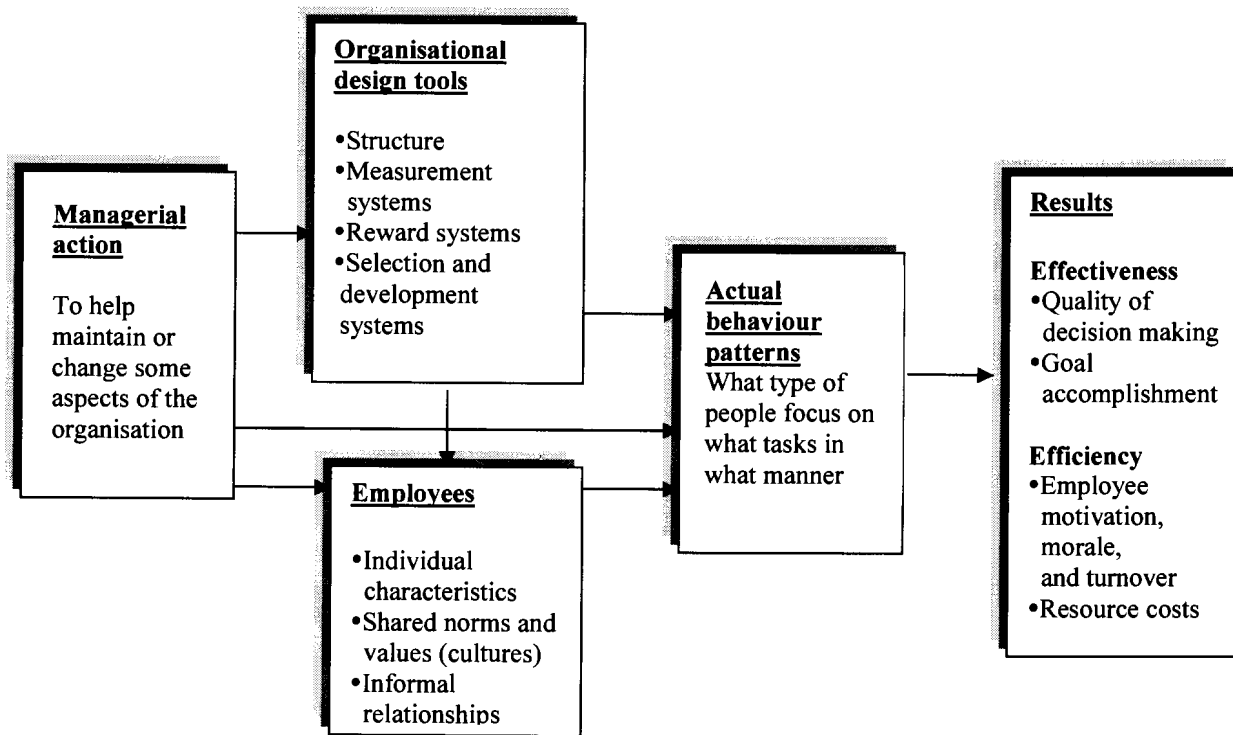 Managerial
action
To help
maintain or
change some
aspects of the
organisation
Organisational
design tools
•Structure
•Measurement
systems
•Reward systems
•Selection and
development
systems
Employees
•Individual
characteristics
•Shared norms and
values (cultures)
•Informal
relationships
Actual
behaviour
patterns
What type of
people focus on
what tasks in
what manner
Results
Effectiveness
•Quality of
decision making
•Goal
accomplishment
Efficiency
•Employee
motivation,
morale,
and turnover
•Resource costs